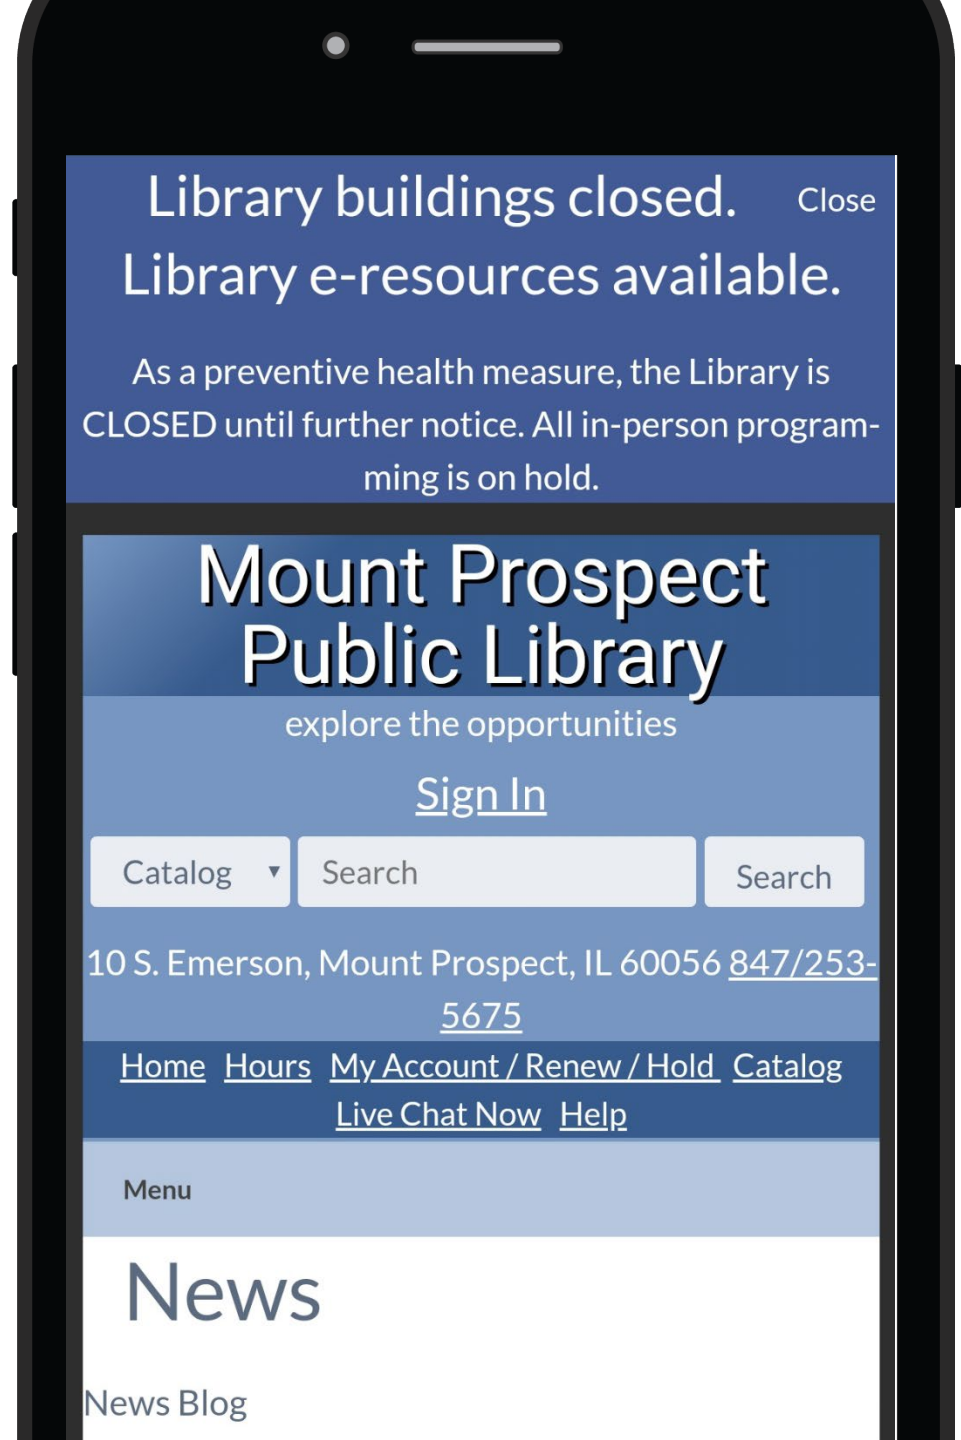 Library buildings closed.
Close
Library e-resources available.
As a preventive health measure, the Library is
CLOSED until further notice. All in-person program-
ming is on hold.
Mount Prospect
Public Library
explore the opportunities
Sign In
Catalog ▾ Search Search
10 S. Emerson, Mount Prospect, IL 60056 847/253-
5675
Home Hours My Account / Renew / Hold Catalog
Live Chat Now Help
Menu
News
News Blog